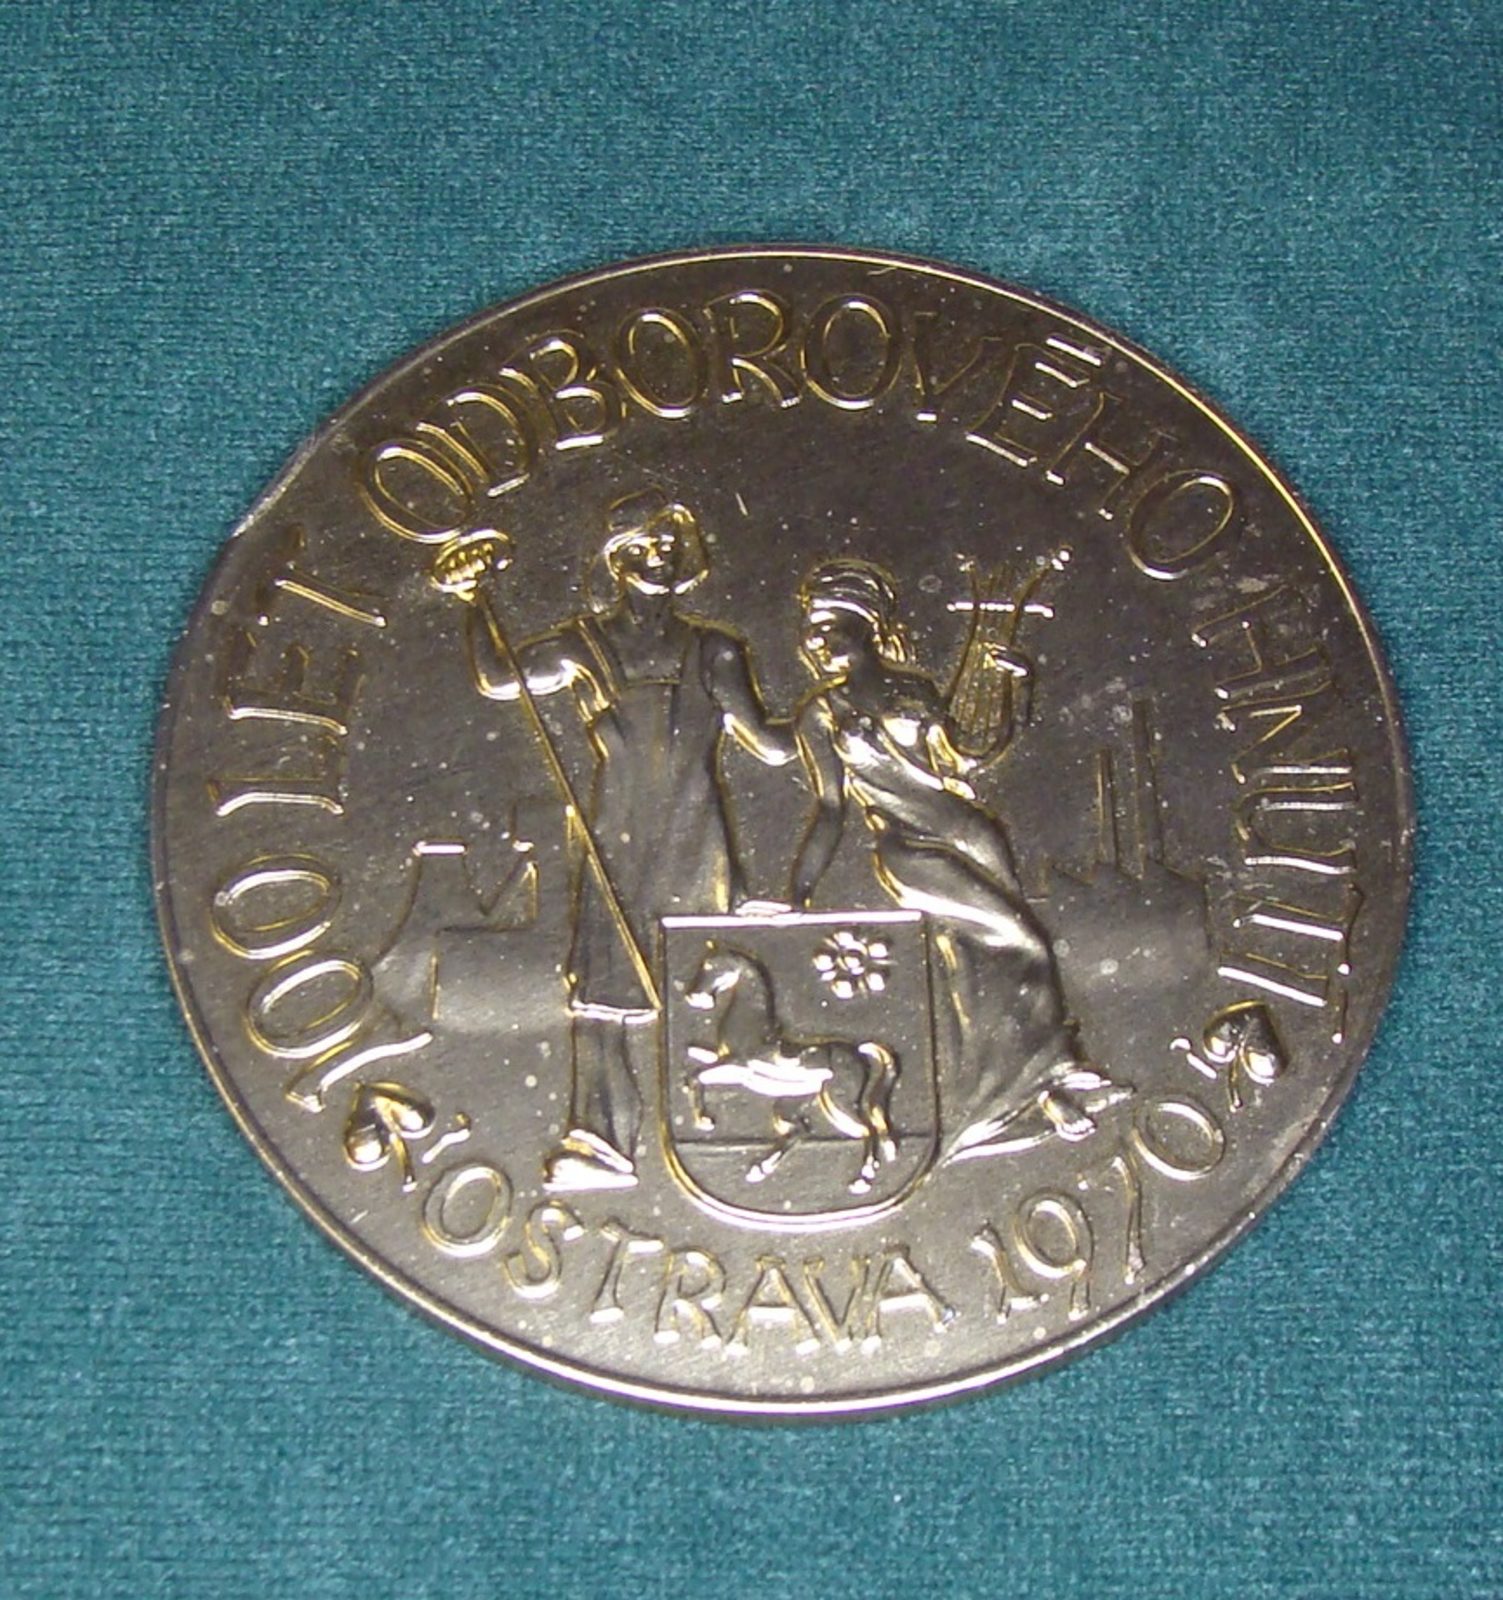 100 LET ODBOROVÉHO HNUTÍ
OSTRAVA 1970